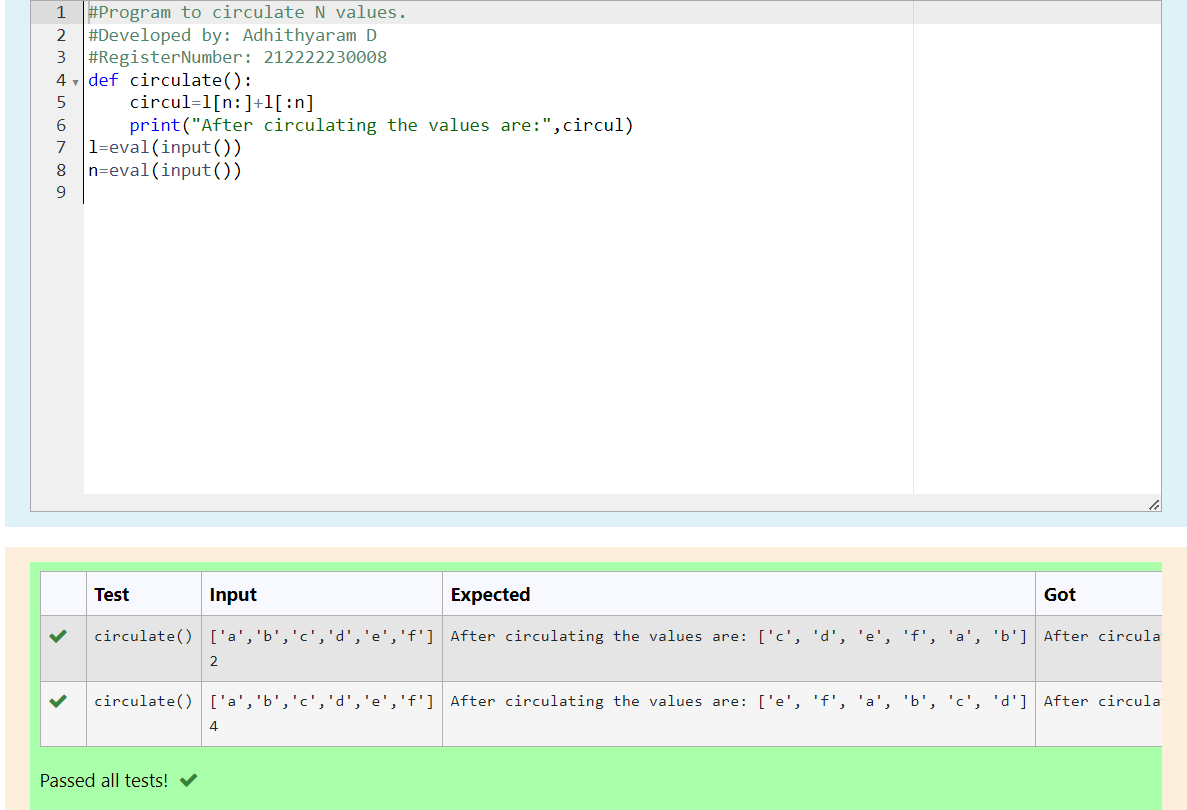 1 #Program to circulate N values.
2 #Developed by: Adhithyaram D
3 #RegisterNumber: 212222230008
4 def circulate():
5     circul=l[n:]+l[:n]
6     print("After circulating the values are:",circul)
7 l=eval(input())
8 n=eval(input())
9
Test Input Expected Got
circulate() ['a','b','c','d','e','f'] After circulating the values are: ['c', 'd', 'e', 'f', 'a', 'b'] After circula
2
circulate() ['a','b','c','d','e','f'] After circulating the values are: ['e', 'f', 'a', 'b', 'c', 'd'] After circula
4
Passed all tests!